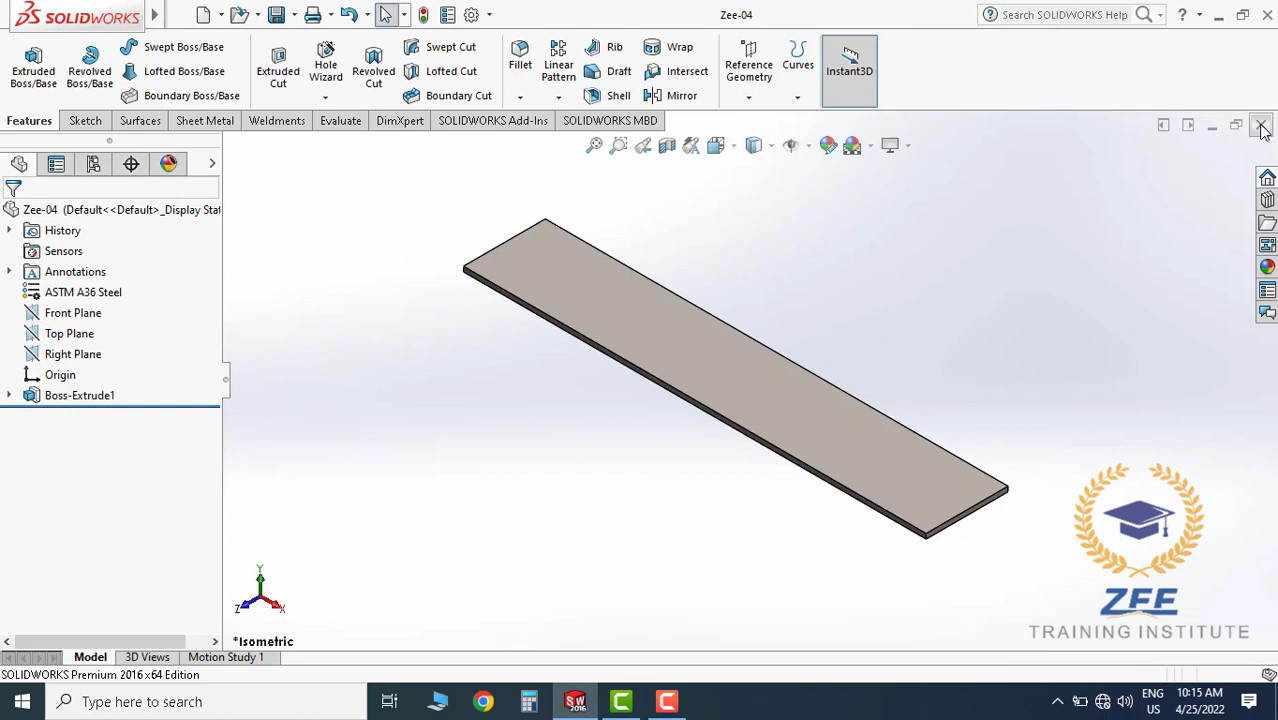 SOLIDWORKS
Zee-04
Search SOLIDWORKS Help
Extruded Boss/Base
Revolved Boss/Base
Swept Boss/Base
Lofted Boss/Base
Boundary Boss/Base
Extruded Cut
Hole Wizard
Revolved Cut
Swept Cut
Lofted Cut
Boundary Cut
Fillet
Linear Pattern
Rib
Draft
Shell
Wrap
Intersect
Mirror
Reference Geometry
Curves
Instant3D
Features
Sketch
Surfaces
Sheet Metal
Weldments
Evaluate
DimXpert
SOLIDWORKS Add-Ins
SOLIDWORKS MBD
Zee-04 (Default<<Default>_Display Stat
History
Sensors
Annotations
ASTM A36 Steel
Front Plane
Top Plane
Right Plane
Origin
Boss-Extrude1
Y
Z
X
*Isometric
ZFE
TRAINING INSTITUTE
Model
3D Views
Motion Study 1
SOLIDWORKS Premium 2016 x64 Edition
Type here to search
SW
2016
ENG
US
10:15 AM
4/25/2022